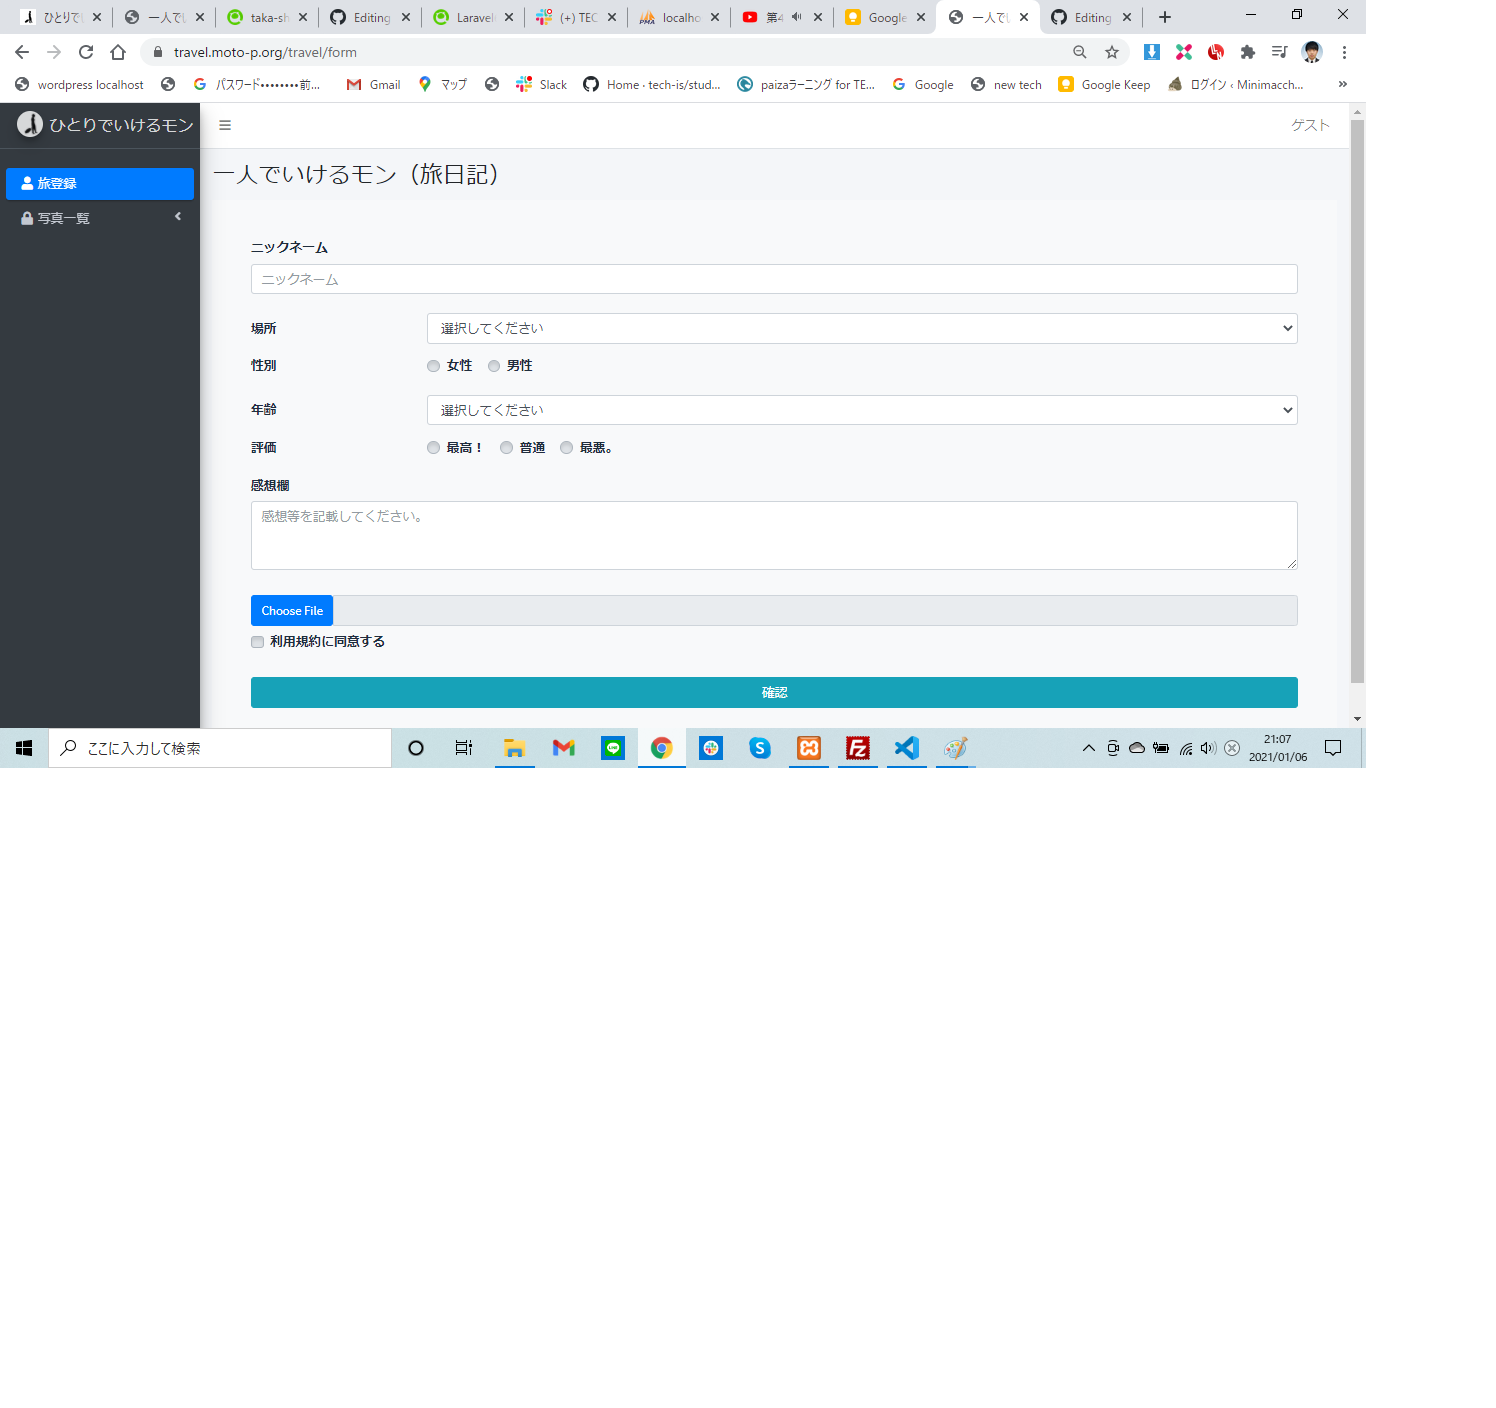 ひとりで
一人で
taka-sh
Editing
Laravel
(+) TEC
localho
第4
Google
一人で
Editing
travel.moto-p.org/travel/form
wordpress localhost
パスワード••••••••前...
Gmail
マップ
Slack
Home · tech-is/stud...
paizaラーニング for TE...
Google
new tech
Google Keep
ログイン ‹ Minimacch...
»
ひとりでいけるモン
ゲスト
旅登録
写真一覧
一人でいけるモン（旅日記）
ニックネーム
ニックネーム
場所
選択してください
性別
女性
男性
年齢
選択してください
評価
最高！
普通
最悪。
感想欄
感想等を記載してください。
Choose File
利用規約に同意する
確認
ここに入力して検索
21:07
2021/01/06